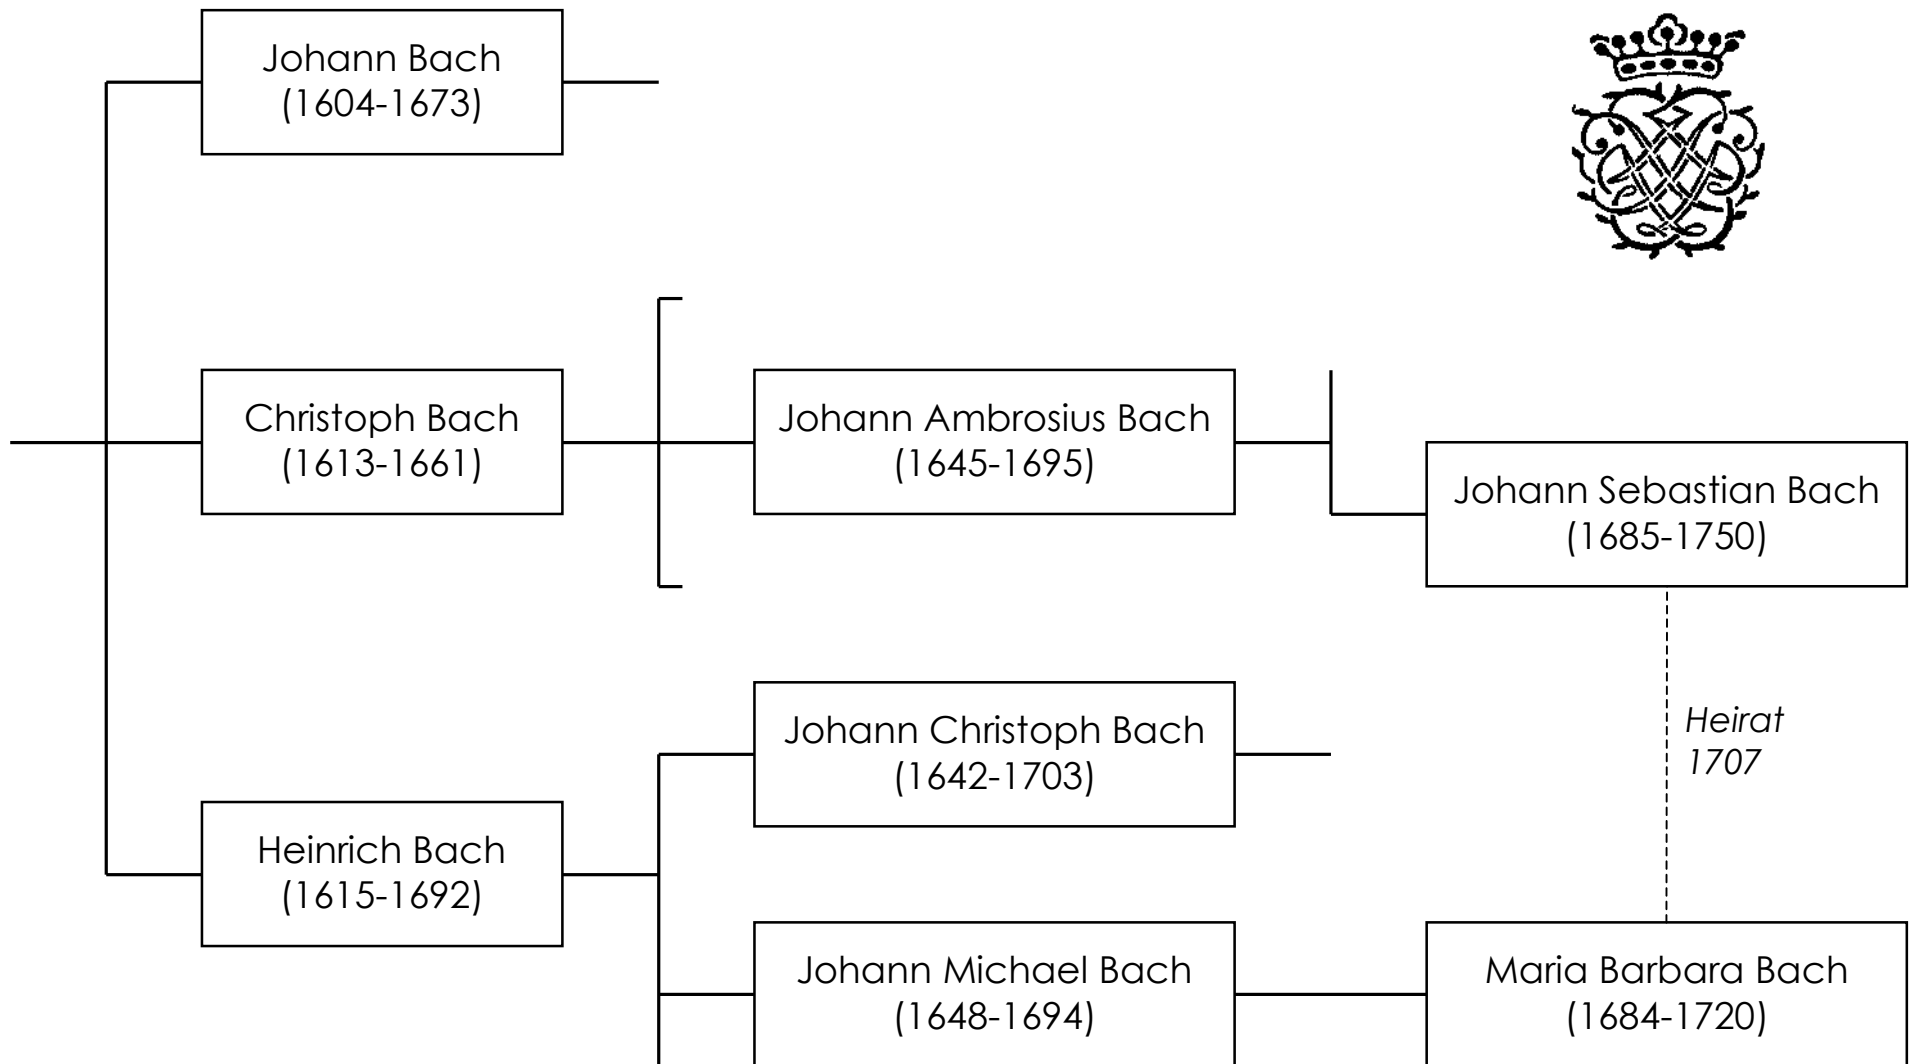 Johann Bach
(1604-1673)
Christoph Bach
(1613-1661)
Johann Ambrosius Bach
(1645-1695)
Johann Sebastian Bach
(1685-1750)
Johann Christoph Bach
(1642-1703)
Heirat
1707
Heinrich Bach
(1615-1692)
Johann Michael Bach
(1648-1694)
Maria Barbara Bach
(1684-1720)